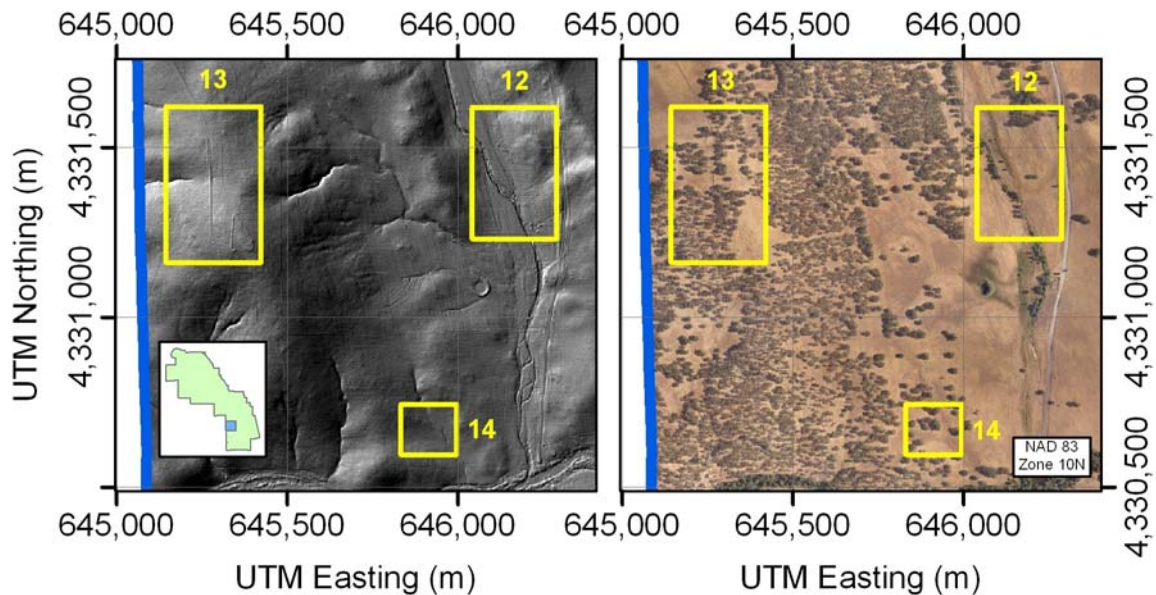 645,000 645,500 646,000 645,000 645,500 646,000
13 12 13 12
UTM Northing (m)
4,331,500 4,331,500
4,331,000 4,331,000
14 14
NAD 83
Zone 10N
4,330,500
645,000 645,500 646,000 645,000 645,500 646,000
UTM Easting (m) UTM Easting (m)